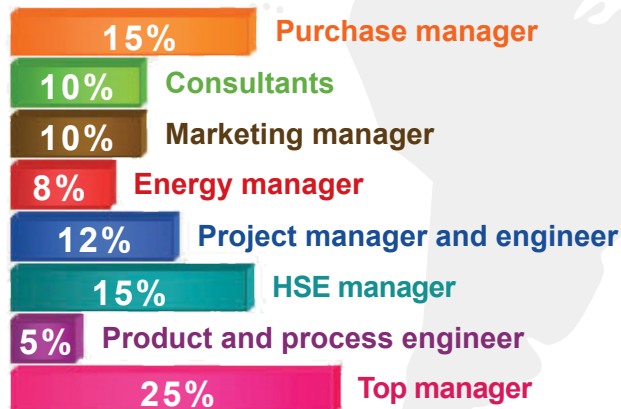 15% Purchase manager
10% Consultants
10% Marketing manager
8% Energy manager
12% Project manager and engineer
15% HSE manager
5% Product and process engineer
25% Top manager